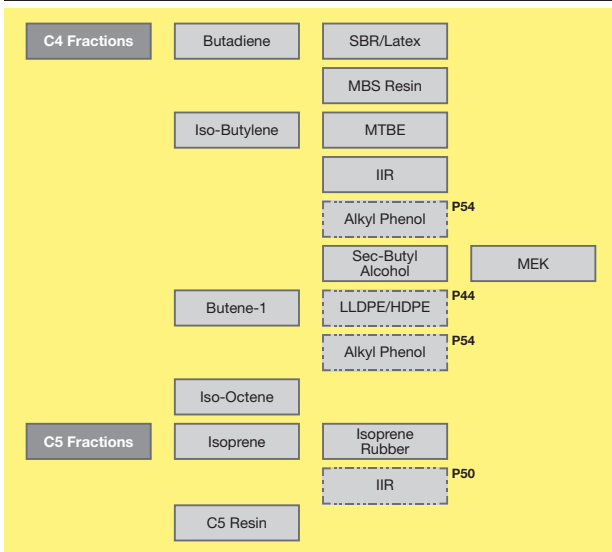 C4 Fractions
Butadiene
SBR/Latex
MBS Resin
Iso-Butylene
MTBE
IIR
Alkyl Phenol
P54
Sec-Butyl
Alcohol
MEK
Butene-1
LLDPE/HDPE
P44
Alkyl Phenol
P54
Iso-Octene
C5 Fractions
Isoprene
Isoprene
Rubber
IIR
P50
C5 Resin